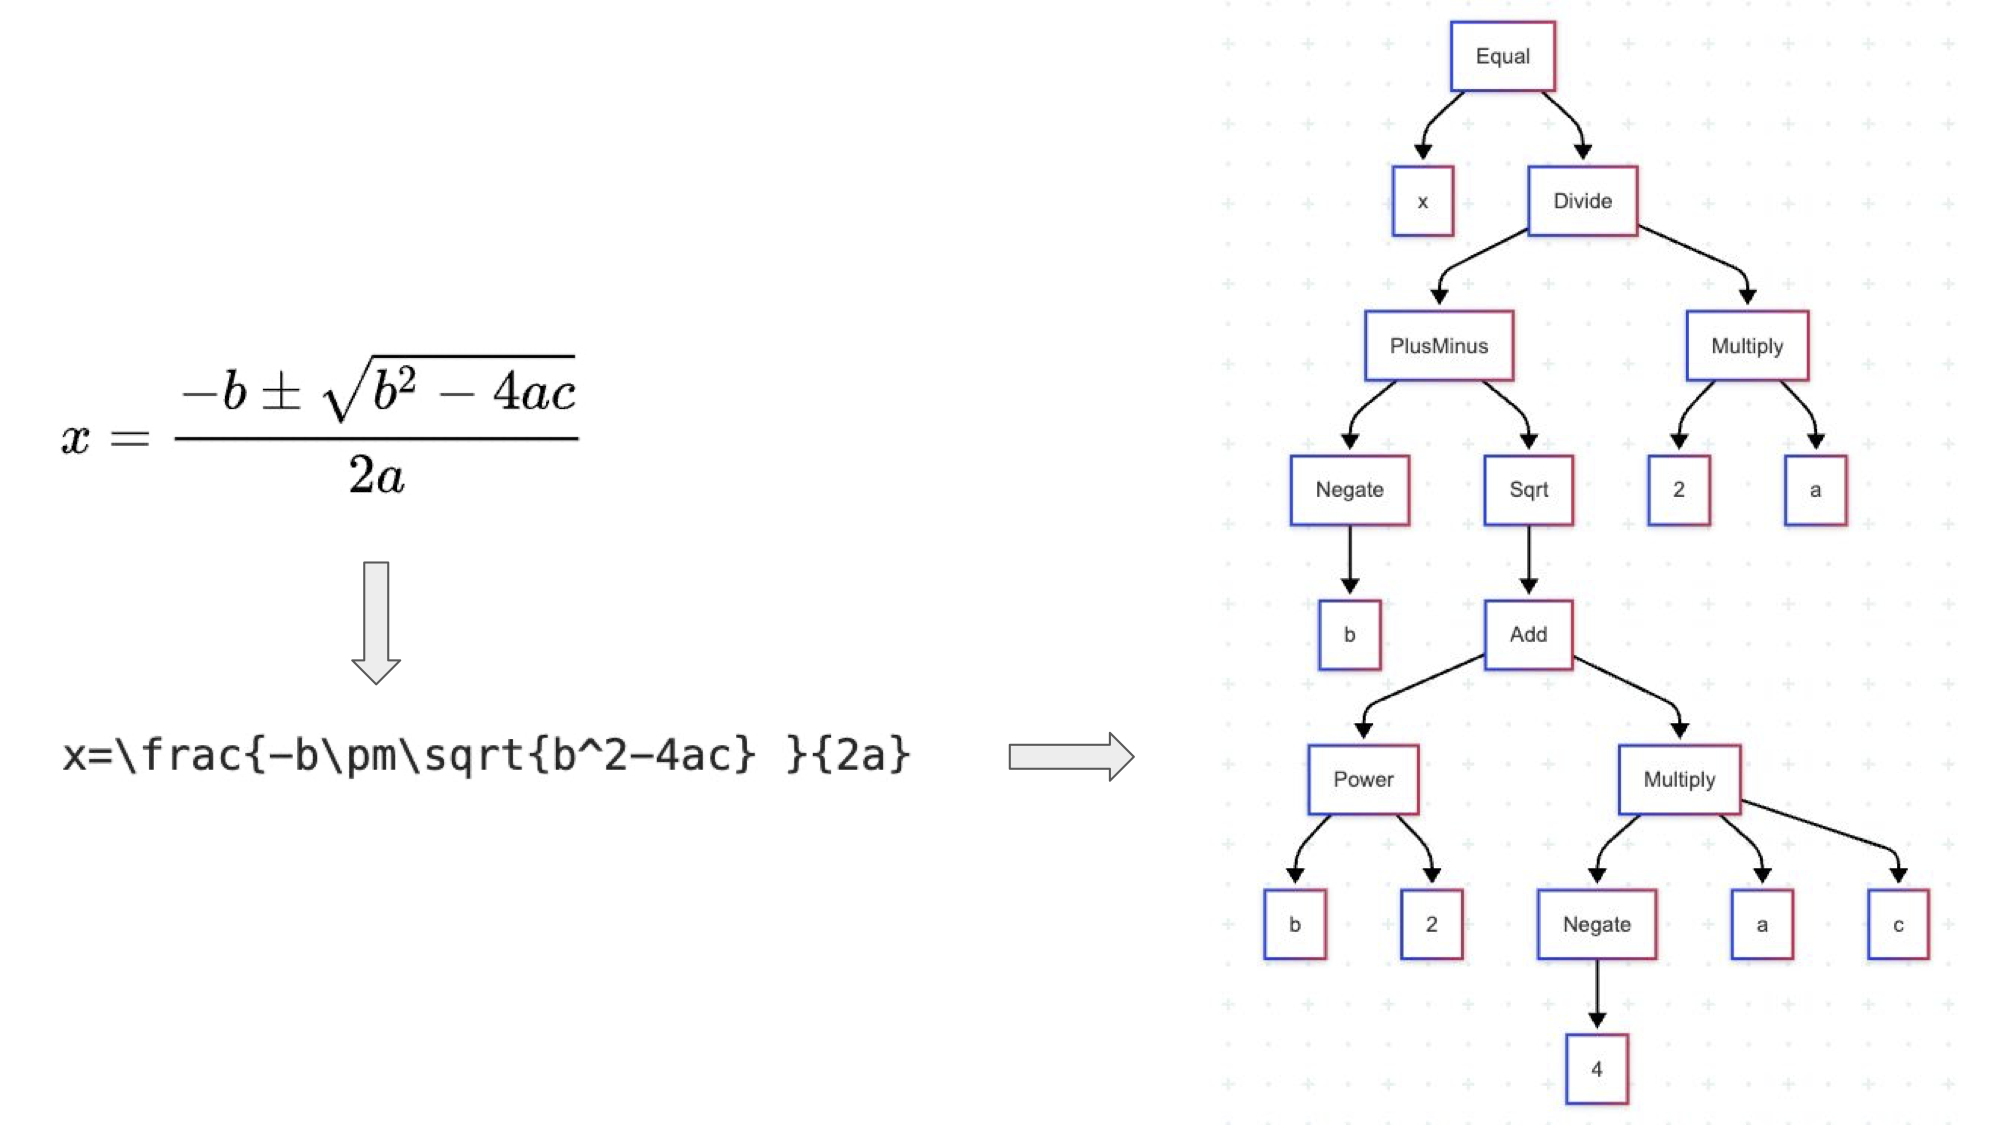 x = \frac{-b \pm \sqrt{b^2 - 4ac}}{2a}
x=\frac{-b\pm\sqrt{b^2-4ac} }{2a}
Equal
x Divide
PlusMinus Multiply
Negate Sqrt 2 a
b Add
Power Multiply
b 2 Negate a c
4